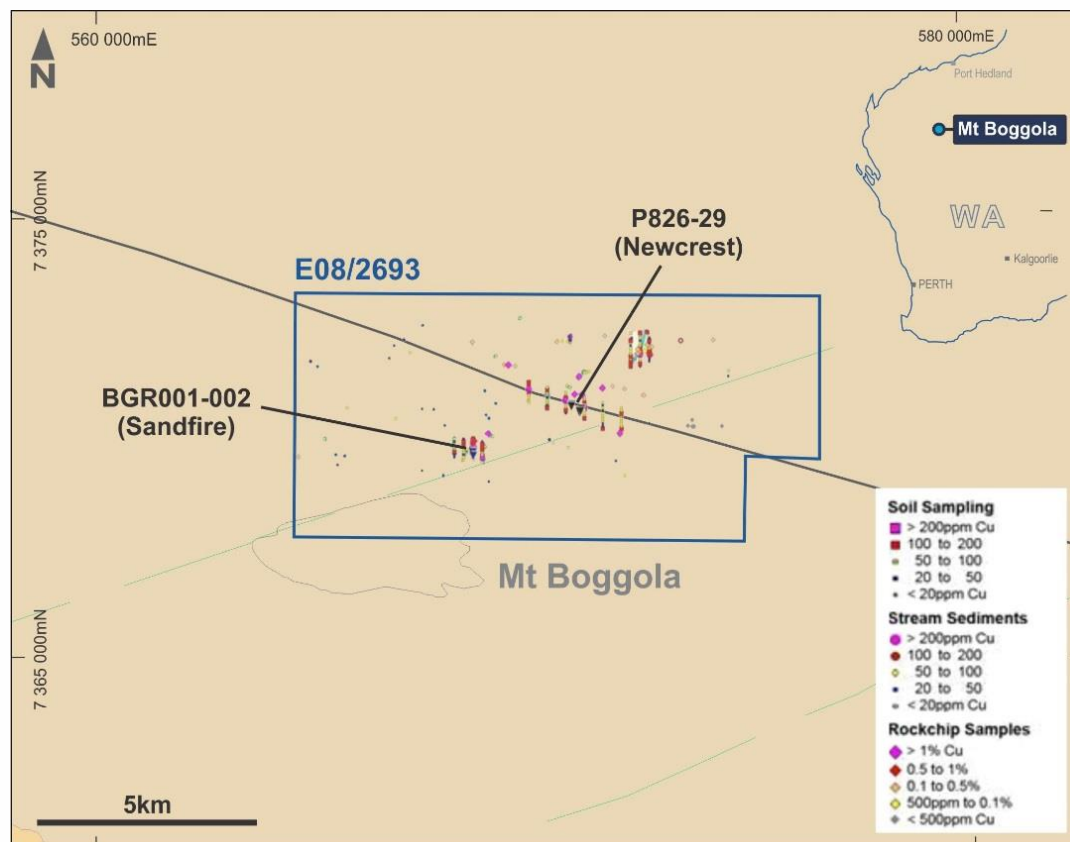 560 000mE
580 000mE
N
Port Hedland
Mt Boggola
WA
Kalgoorlie
PERTH
7 375 000mN
P826-29
(Newcrest)
E08/2693
BGR001-002
(Sandfire)
Mt Boggola
7 365 000mN
5km
Soil Sampling
> 200ppm Cu
100 to 200
50 to 100
20 to 50
< 20ppm Cu
Stream Sediments
> 200ppm Cu
100 to 200
50 to 100
20 to 50
< 20ppm Cu
Rockchip Samples
> 1% Cu
0.5 to 1%
0.1 to 0.5%
500ppm to 0.1%
< 500ppm Cu